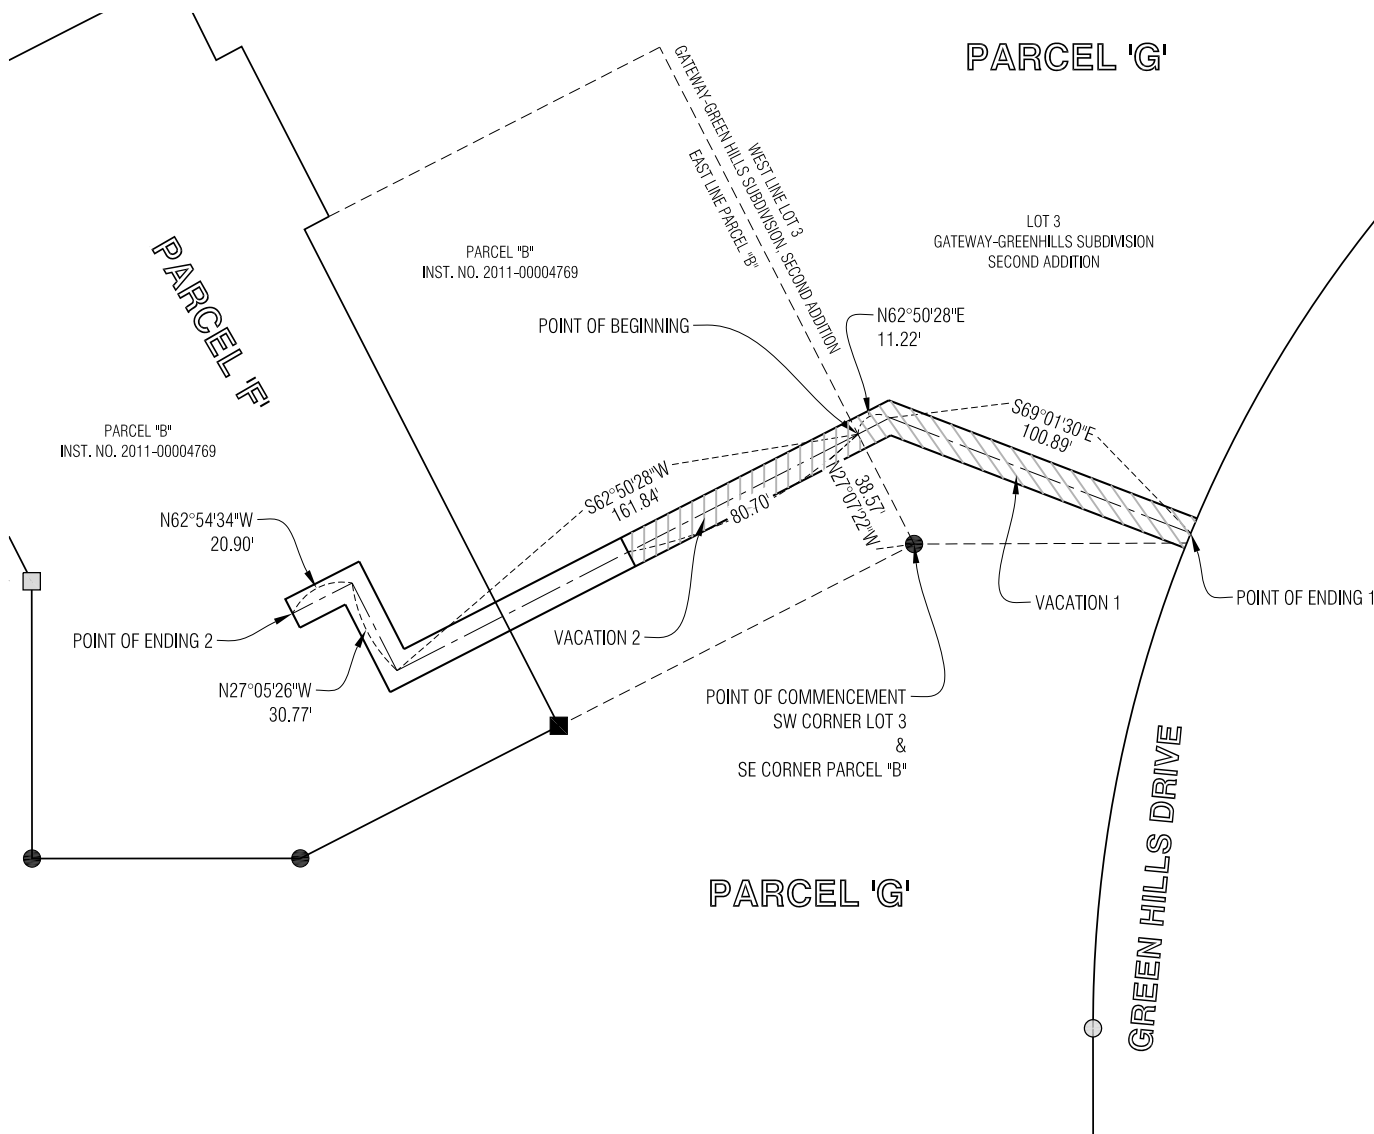 PARCEL 'G'
GATEWAY-GREEN HILLS SUBDIVISION, SECOND ADDITION
WEST LINE LOT 3
EAST LINE PARCEL "B"
LOT 3
GATEWAY-GREENHILLS SUBDIVISION
SECOND ADDITION
PARCEL "B"
INST. NO. 2011-00004769
PARCEL 'F'
POINT OF BEGINNING
N62°50'28"E
11.22'
PARCEL "B"
INST. NO. 2011-00004769
S69°01'30"E
100.89'
S62°50'28"W
161.84'
80.70'
38.57'
N27°07'22"W
N62°54'34"W
20.90'
POINT OF ENDING 2
VACATION 2
VACATION 1
POINT OF ENDING 1
N27°05'26"W
30.77'
POINT OF COMMENCEMENT
SW CORNER LOT 3
&
SE CORNER PARCEL "B"
GREEN HILLS DRIVE
PARCEL 'G'